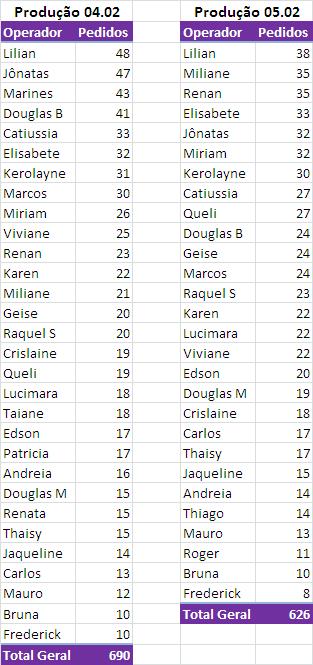 Produção 04.02 Produção 05.02
Operador Pedidos Operador Pedidos
Lilian 48 Lilian 38
Jônatas 47 Miliane 35
Marines 43 Renan 35
Douglas B 41 Elisabete 33
Catiussia 33 Jônatas 32
Elisabete 32 Miriam 32
Kerolayne 31 Kerolayne 30
Marcos 30 Catiussia 27
Miriam 26 Queli 27
Viviane 25 Douglas B 24
Renan 23 Geise 24
Karen 22 Marcos 24
Miliane 21 Raquel S 23
Geise 20 Karen 22
Raquel S 20 Lucimara 22
Crislaine 19 Viviane 22
Queli 19 Edson 20
Lucimara 18 Douglas M 19
Taiane 18 Crislaine 18
Edson 17 Carlos 17
Patricia 17 Thaisy 17
Andreia 16 Jaqueline 15
Douglas M 15 Andreia 14
Renata 15 Thiago 14
Thaisy 15 Mauro 13
Jaqueline 14 Roger 11
Carlos 13 Bruna 10
Mauro 12 Frederick 8
Bruna 10 Total Geral 626
Frederick 10
Total Geral 690